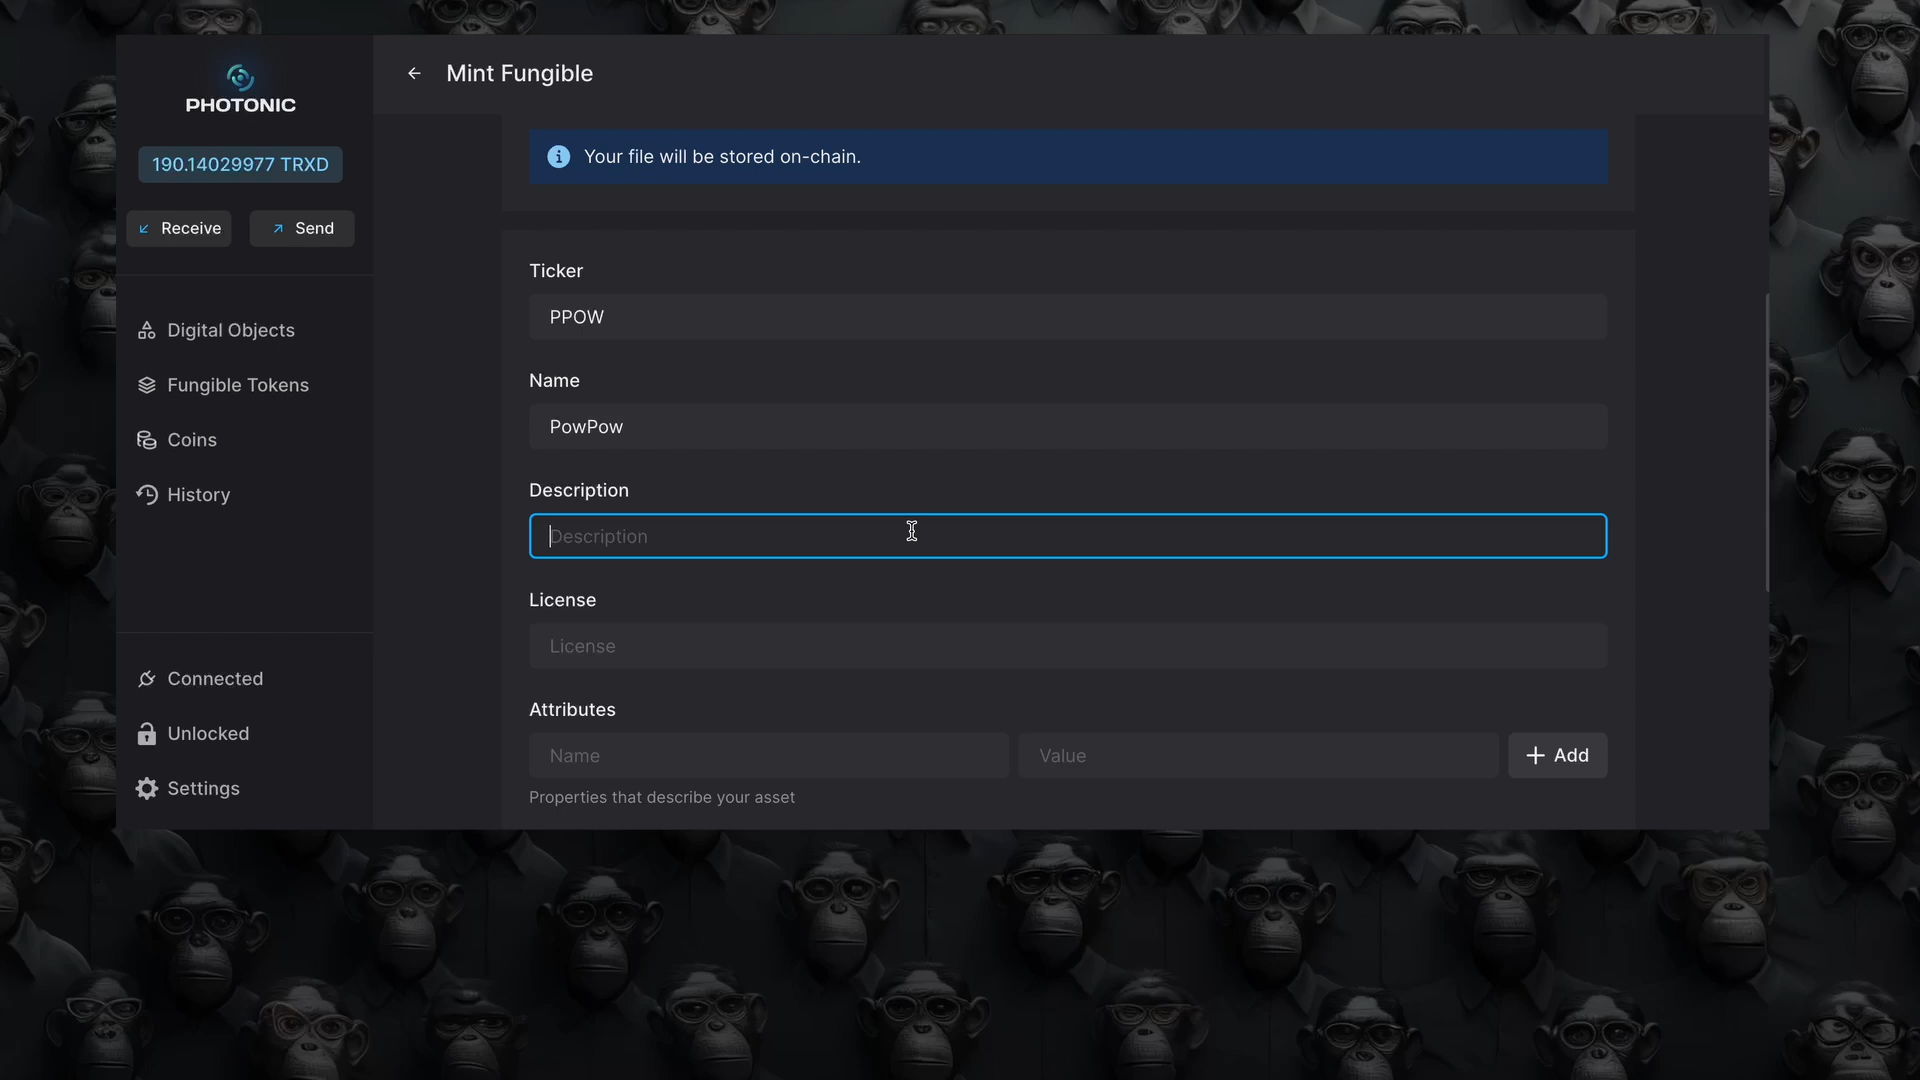 PHOTONIC
190.14029977 TRXD
Receive
Send
Digital Objects
Fungible Tokens
Coins
History
Connected
Unlocked
Settings
Mint Fungible
Your file will be stored on-chain.
Ticker
PPOW
Name
PowPow
Description
Description
License
License
Attributes
Name Value + Add
Properties that describe your asset